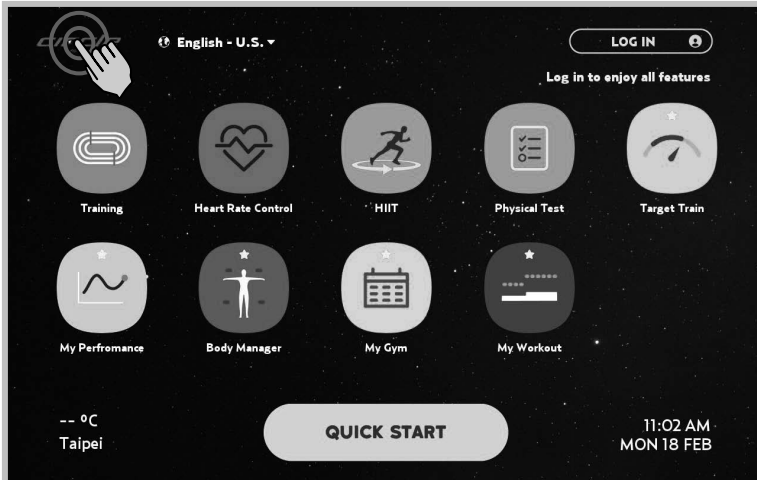 English - U.S.
LOG IN
Log in to enjoy all features
Training
Heart Rate Control
HIIT
Physical Test
Target Train
My Perfromance
Body Manager
My Gym
My Workout
-- °C
Taipei
QUICK START
11:02 AM
MON 18 FEB